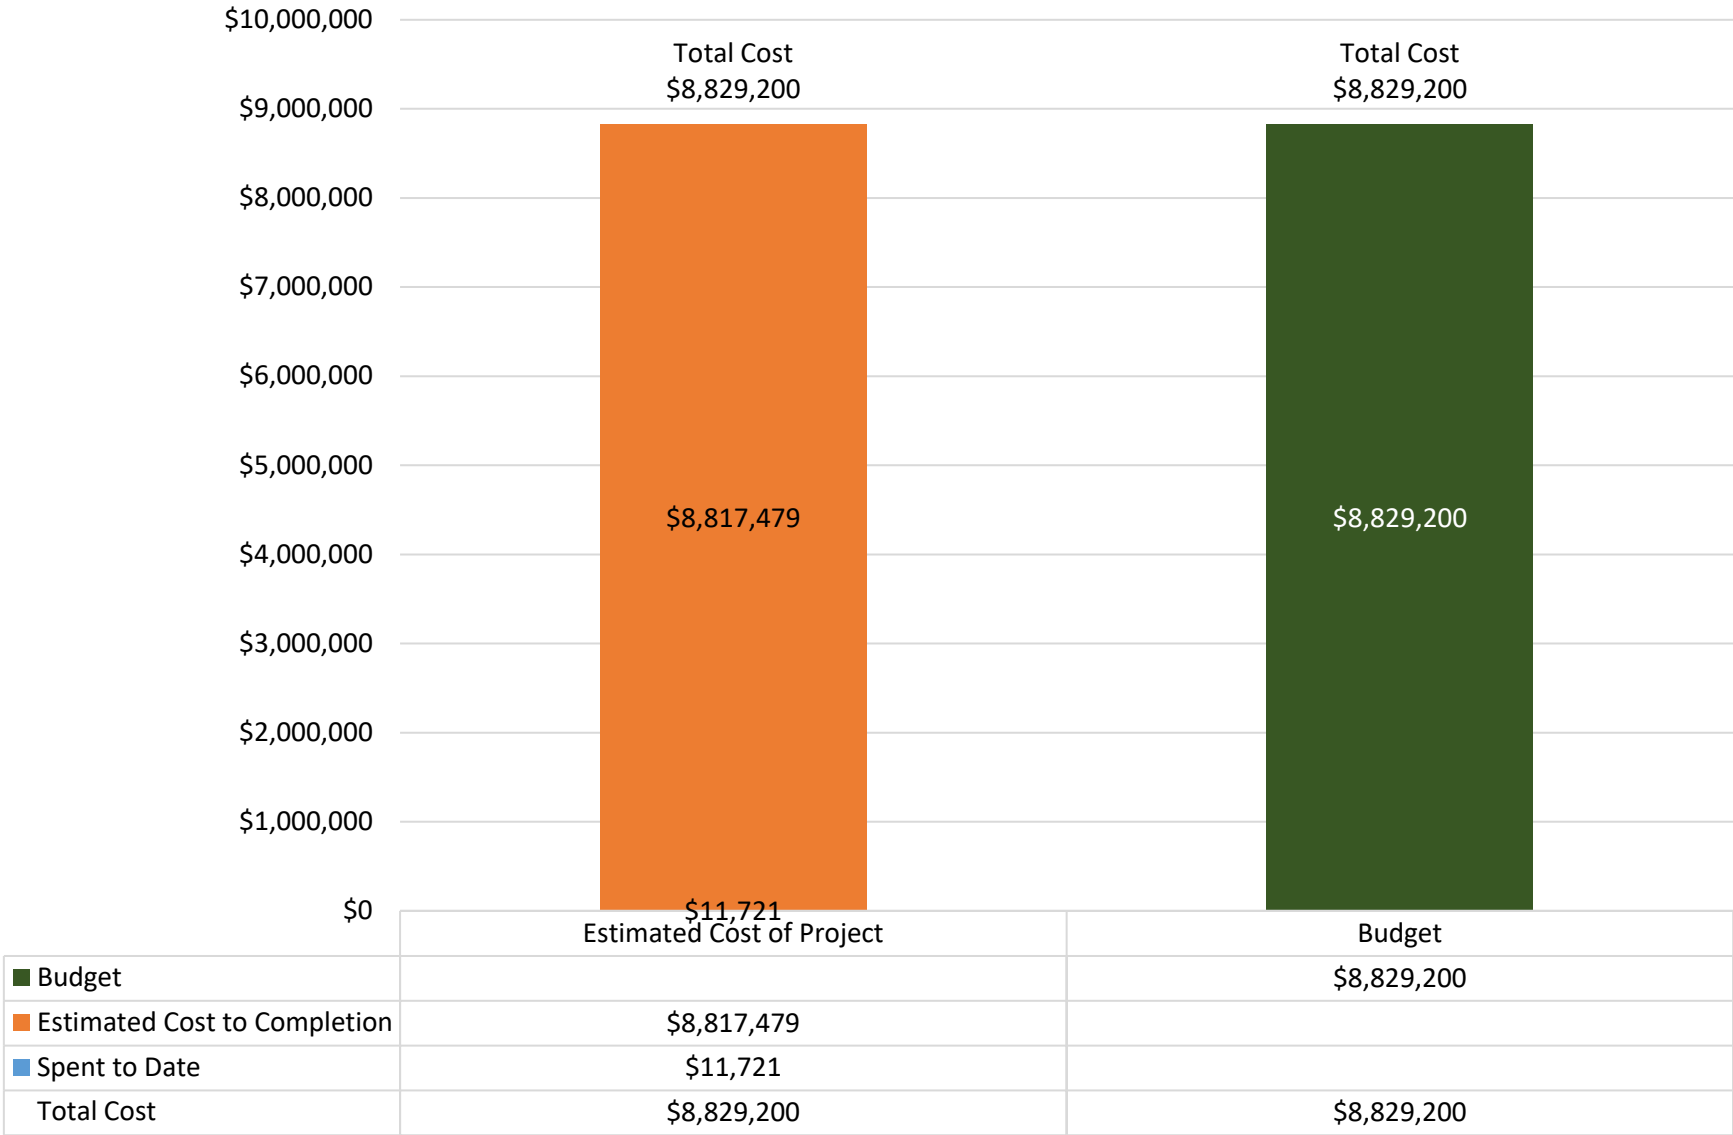 $10,000,000
Total Cost
$8,829,200
Total Cost
$8,829,200
$9,000,000
$8,000,000
$7,000,000
$6,000,000
$5,000,000
$8,817,479
$8,829,200
$4,000,000
$3,000,000
$2,000,000
$1,000,000
$0
$11,721
Estimated Cost of Project
Budget
Budget
$8,829,200
Estimated Cost to Completion
$8,817,479
Spent to Date
$11,721
Total Cost
$8,829,200
$8,829,200